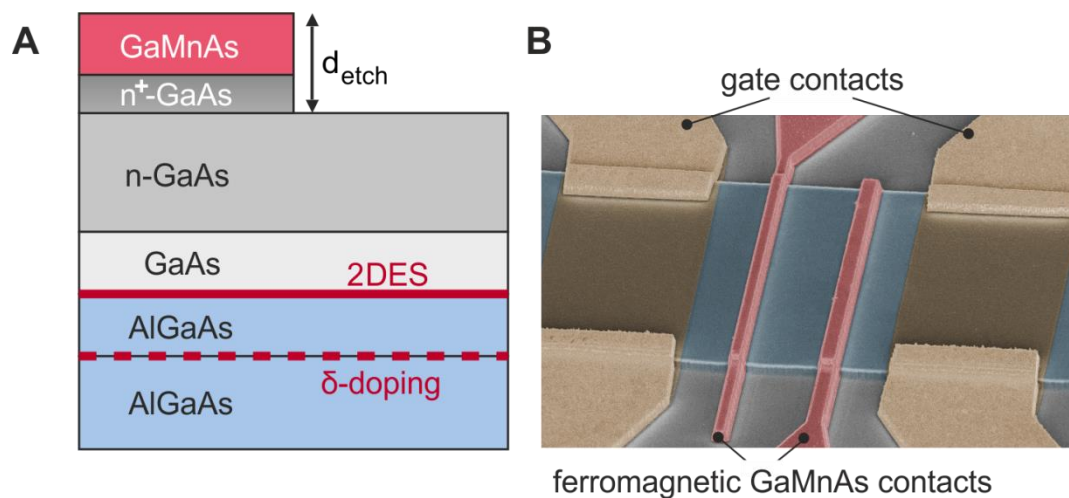 A
GaMnAs
n⁺-GaAs
d_etch
n-GaAs
GaAs
2DES
AlGaAs
δ-doping
AlGaAs
B
gate contacts
ferromagnetic GaMnAs contacts